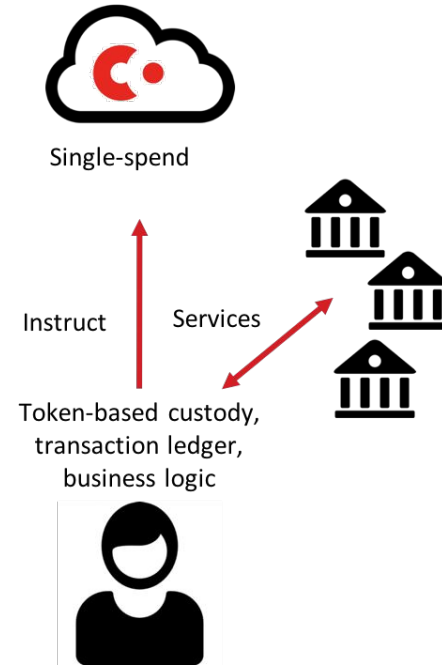 Single-spend
Instruct
Services
Token-based custody,
transaction ledger,
business logic